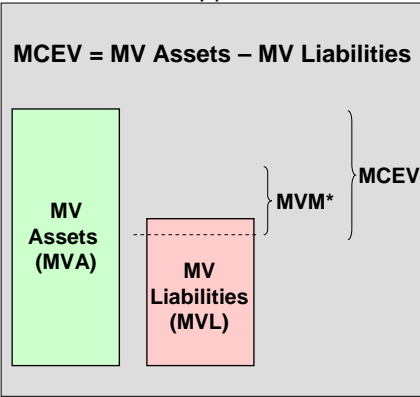 MCEV = MV Assets – MV Liabilities
MCEV
MVM*
MV
Assets
(MVA)
MV
Liabilities
(MVL)